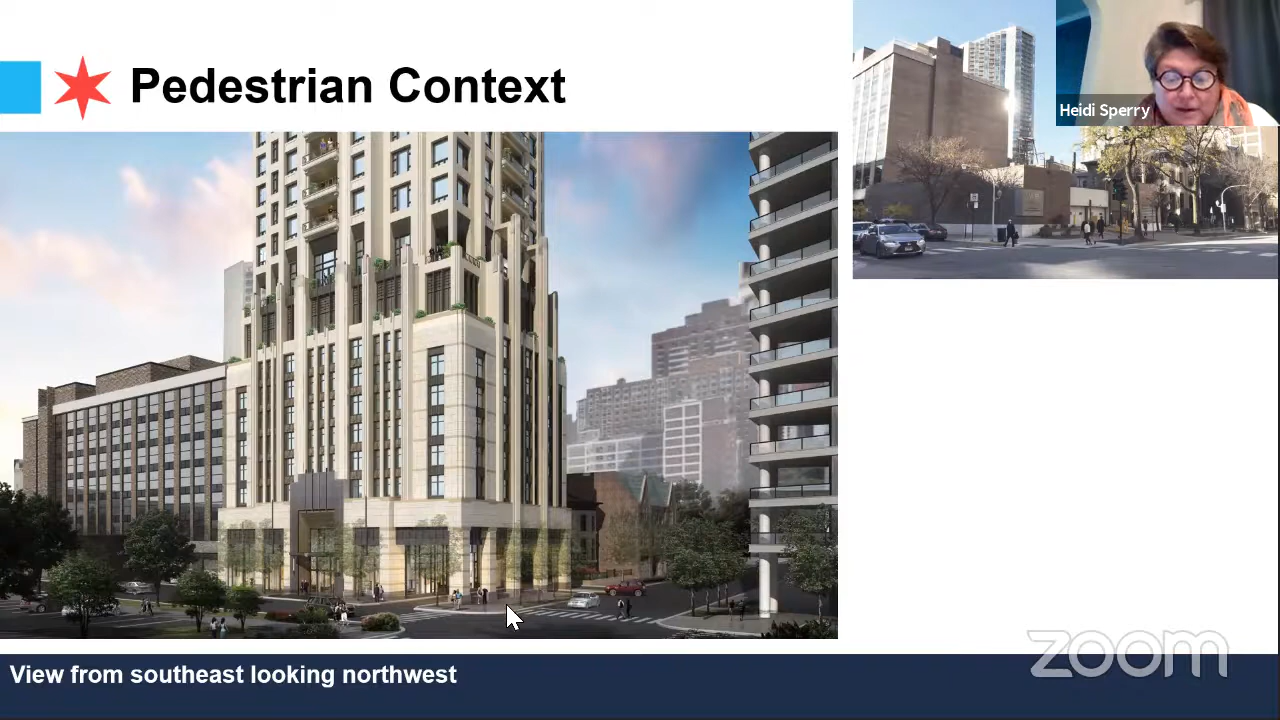 Pedestrian Context
Heidi Sperry
View from southeast looking northwest
zoom